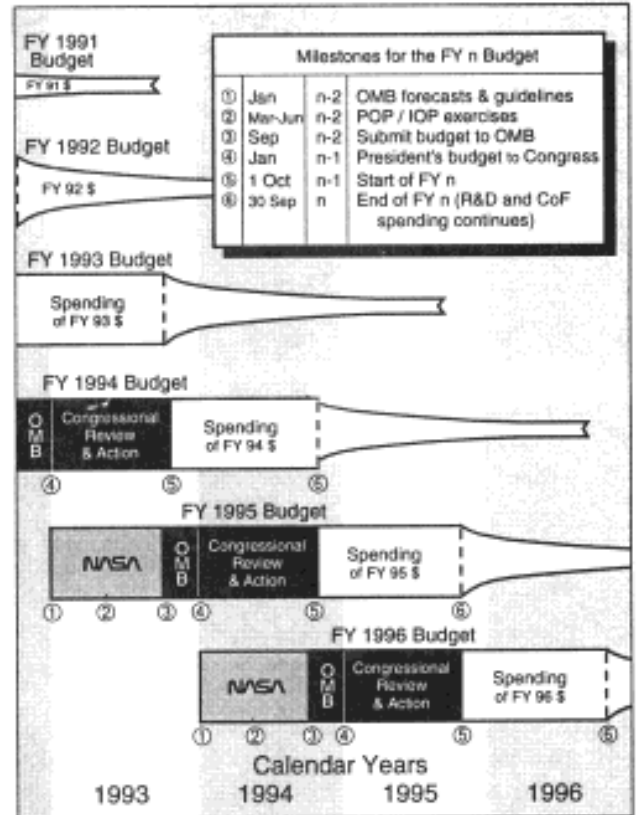 FY 1991
Budget
FY 91 $
Milestones for the FY n Budget
① Jan n-2 OMB forecasts & guidelines
② Mar-Jun n-2 POP / IOP exercises
③ Sep n-2 Submit budget to OMB
④ Jan n-1 President's budget to Congress
⑤ 1 Oct n-1 Start of FY n
⑥ 30 Sep n End of FY n (R&D and CoF
spending continues)
FY 1992 Budget
FY 92 $
FY 1993 Budget
Spending
of FY 93 $
FY 1994 Budget
OMB
Congressional
Review
& Action
Spending
of FY 94 $
④ ⑤ ⑥
FY 1995 Budget
NASA
OMB
Congressional
Review
& Action
Spending
of FY 95 $
① ② ③ ④ ⑤ ⑥
FY 1996 Budget
NASA
OMB
Congressional
Review
& Action
Spending
of FY 96 $
① ② ③ ④ ⑤ ⑥
Calendar Years
1993 1994 1995 1996